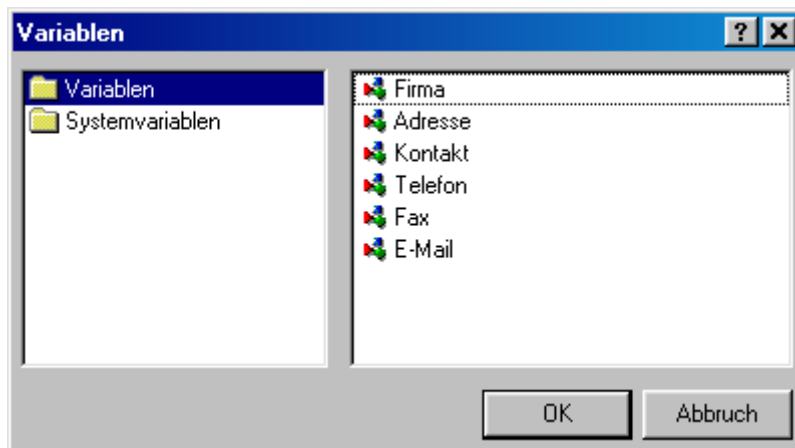 Variablen
Variablen
Systemvariablen
Firma
Adresse
Kontakt
Telefon
Fax
E-Mail
OK
Abbruch